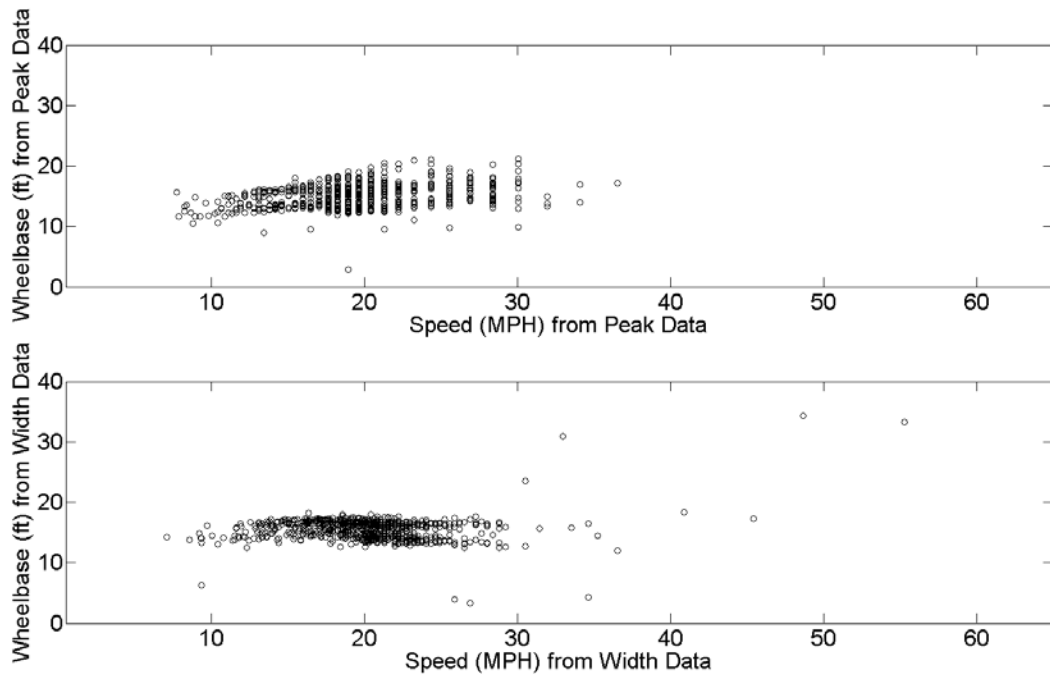 Wheelbase (ft) from Peak Data
40
30
20
10
0
10 20 30 40 50 60
Speed (MPH) from Peak Data
Wheelbase (ft) from Width Data
40
30
20
10
0
10 20 30 40 50 60
Speed (MPH) from Width Data